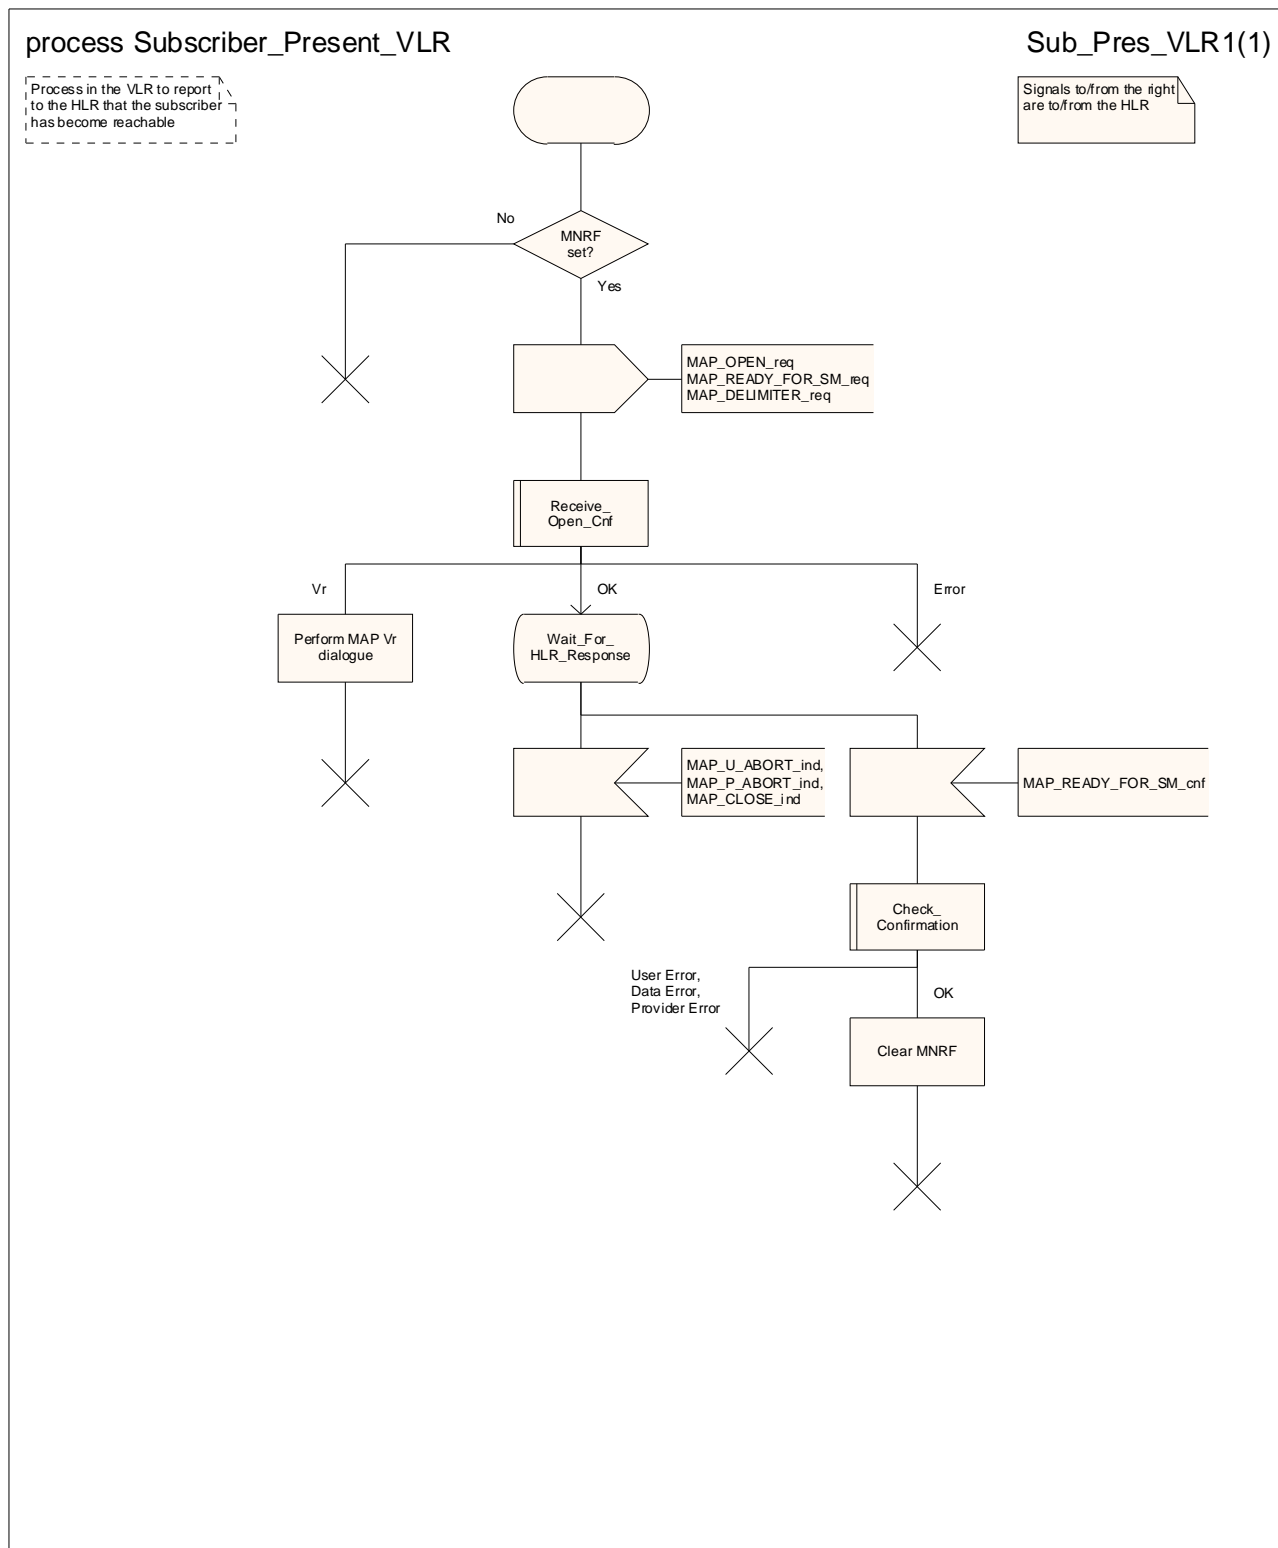 process Subscriber_Present_VLR
Sub_Pres_VLR1(1)
Process in the VLR to report
to the HLR that the subscriber
has become reachable
Signals to/from the right
are to/from the HLR
No
MNRF
set?
Yes
MAP_OPEN_req
MAP_READY_FOR_SM_req
MAP_DELIMITER_req
Receive_
Open_Cnf
Vr
OK
Error
Perform MAP Vr
dialogue
Wait_For_
HLR_Response
MAP_U_ABORT_ind,
MAP_P_ABORT_ind,
MAP_CLOSE_ind
MAP_READY_FOR_SM_cnf
Check_
Confirmation
User Error,
Data Error,
Provider Error
OK
Clear MNRF